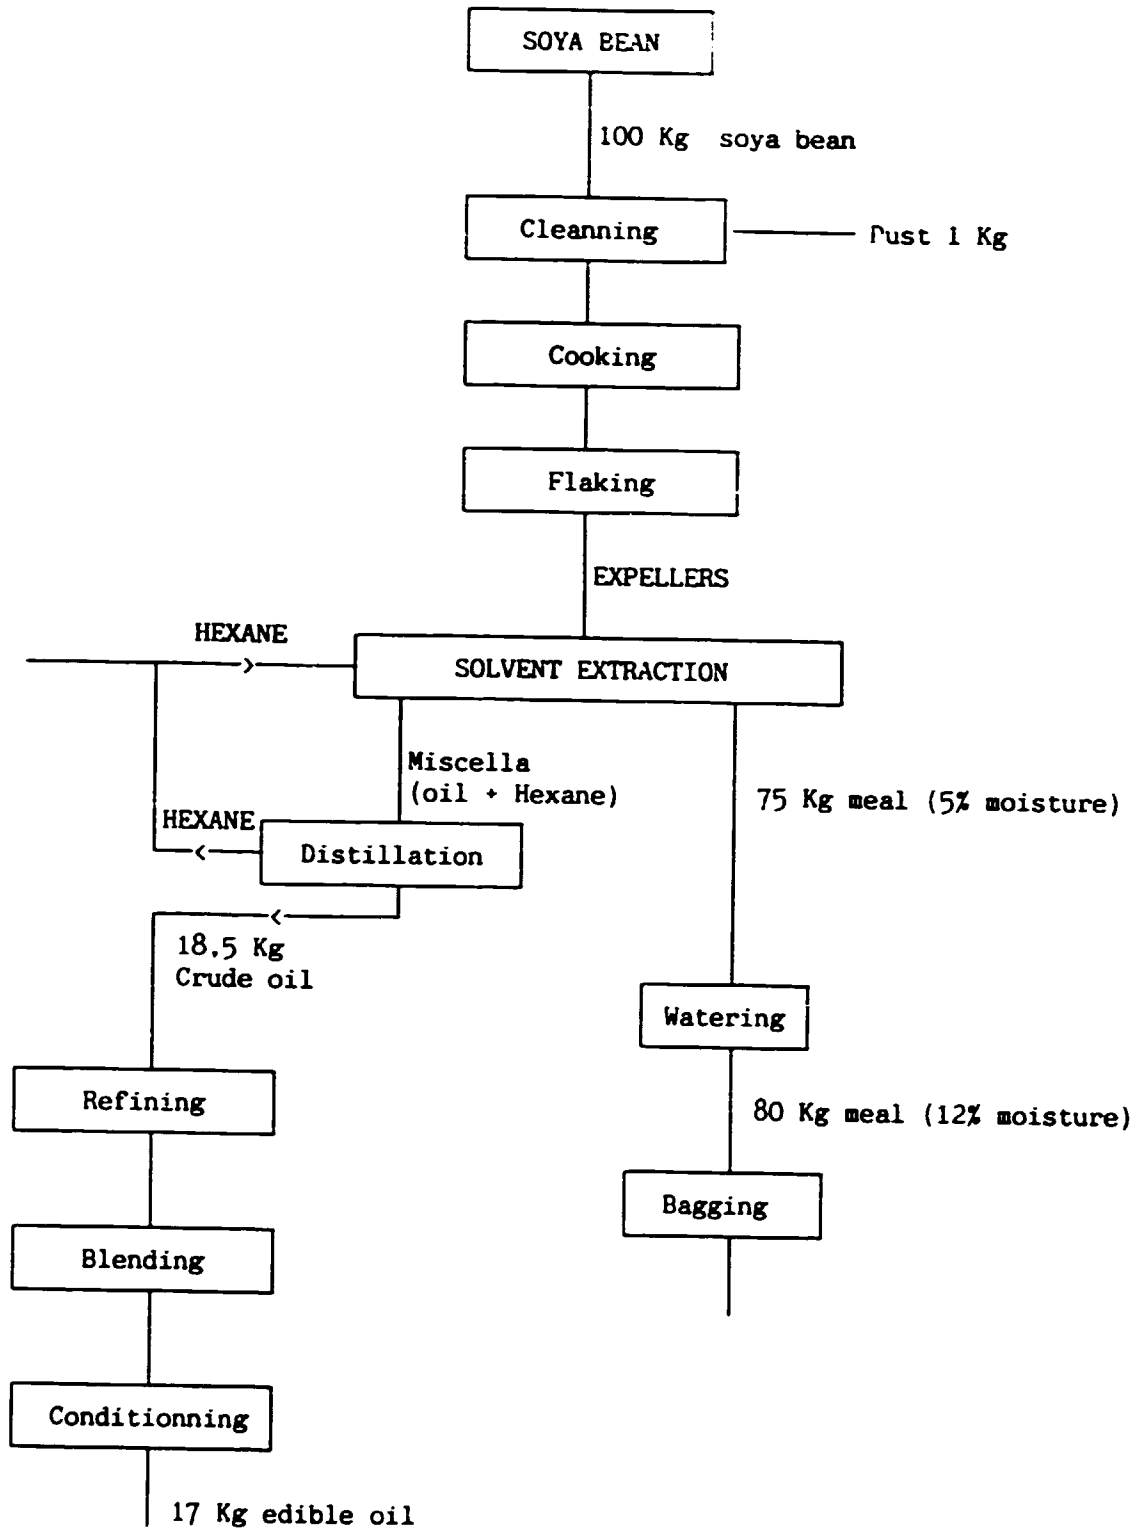 SOYA BEAN
100 Kg soya bean
Cleanning
Dust 1 Kg
Cooking
Flaking
EXPELLERS
HEXANE
SOLVENT EXTRACTION
Miscella
(oil + Hexane)
75 Kg meal (5% moisture)
HEXANE
Distillation
18,5 Kg
Crude oil
Watering
Refining
80 Kg meal (12% moisture)
Bagging
Blending
Conditionning
17 Kg edible oil